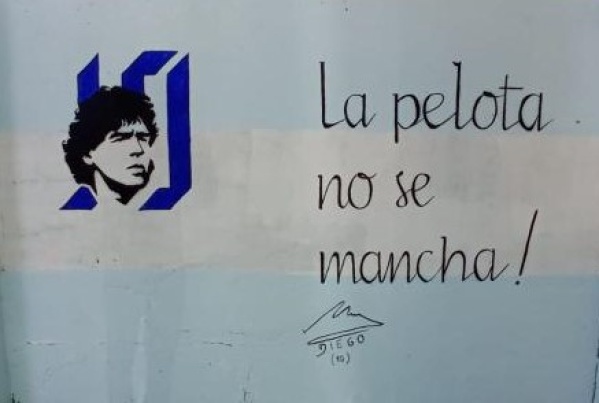 10
La pelota
no se
mancha!
DIEGO
(10)